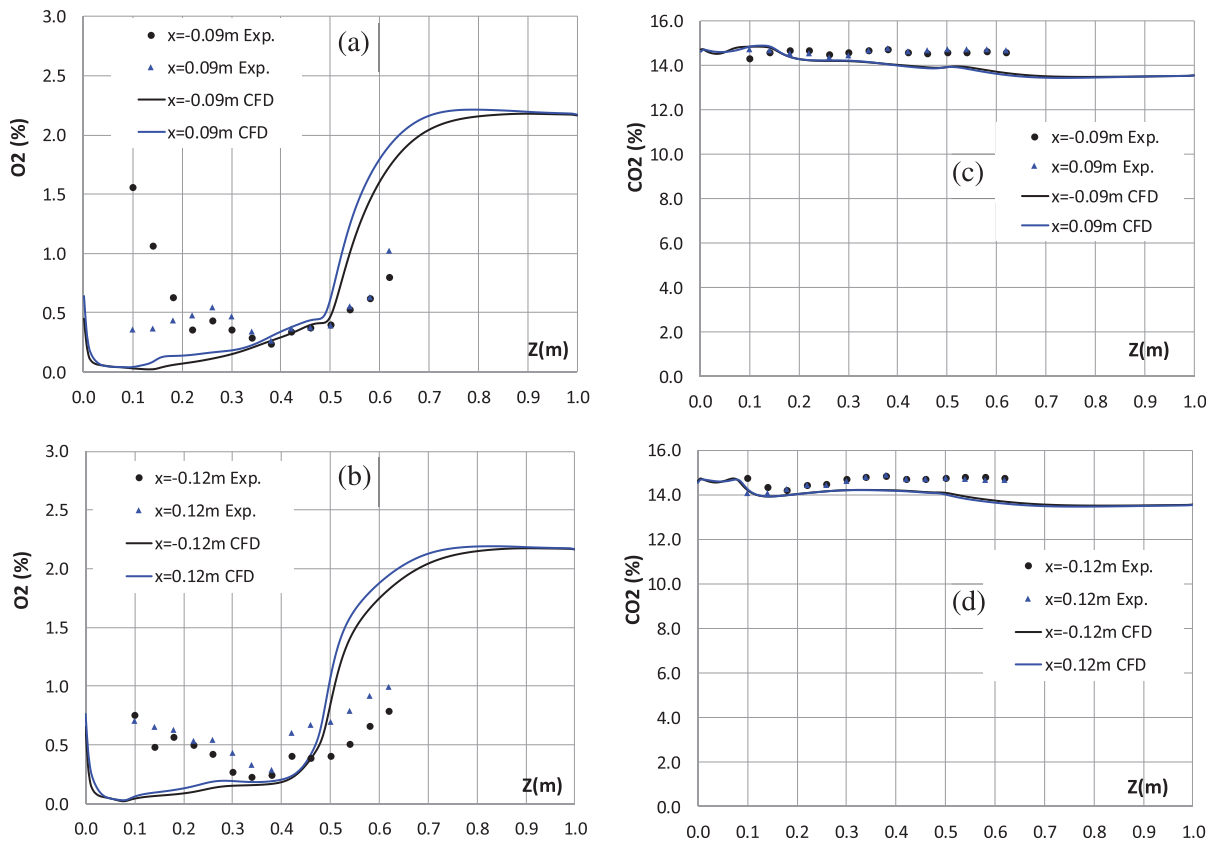 3.0
2.5
2.0
1.5
1.0
0.5
0.0
O2 (%)
x=-0.09m Exp.
x=0.09m Exp.
x=-0.09m CFD
x=0.09m CFD
(a)
Z(m)
0.0 0.1 0.2 0.3 0.4 0.5 0.6 0.7 0.8 0.9 1.0
16.0
14.0
12.0
10.0
8.0
6.0
4.0
2.0
0.0
CO2 (%)
(c)
x=-0.09m Exp.
x=0.09m Exp.
x=-0.09m CFD
x=0.09m CFD
Z(m)
0.0 0.1 0.2 0.3 0.4 0.5 0.6 0.7 0.8 0.9 1.0
3.0
2.5
2.0
1.5
1.0
0.5
0.0
O2 (%)
x=-0.12m Exp.
x=0.12m Exp.
x=-0.12m CFD
x=0.12m CFD
(b)
Z(m)
0.0 0.1 0.2 0.3 0.4 0.5 0.6 0.7 0.8 0.9 1.0
16.0
14.0
12.0
10.0
8.0
6.0
4.0
2.0
0.0
CO2 (%)
(d)
x=-0.12m Exp.
x=0.12m Exp.
x=-0.12m CFD
x=0.12m CFD
Z(m)
0.0 0.1 0.2 0.3 0.4 0.5 0.6 0.7 0.8 0.9 1.0